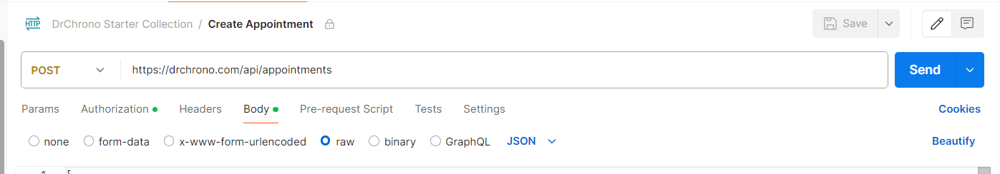 HTTP DrChrono Starter Collection / Create Appointment Save
POST https://drchrono.com/api/appointments Send
Params Authorization Headers Body Pre-request Script Tests Settings Cookies
none form-data x-www-form-urlencoded raw binary GraphQL JSON Beautify